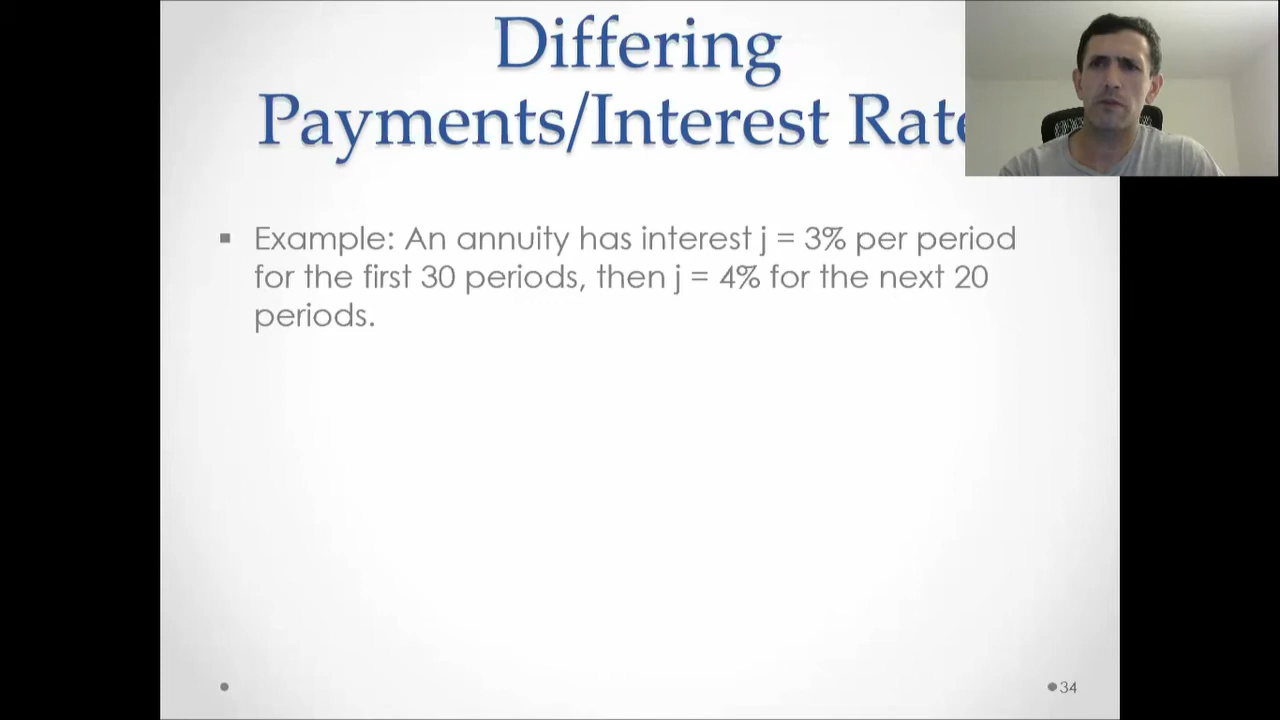 Differing
Payments/Interest Rate
▪ Example: An annuity has interest j = 3% per period
for the first 30 periods, then j = 4% for the next 20
periods.
34